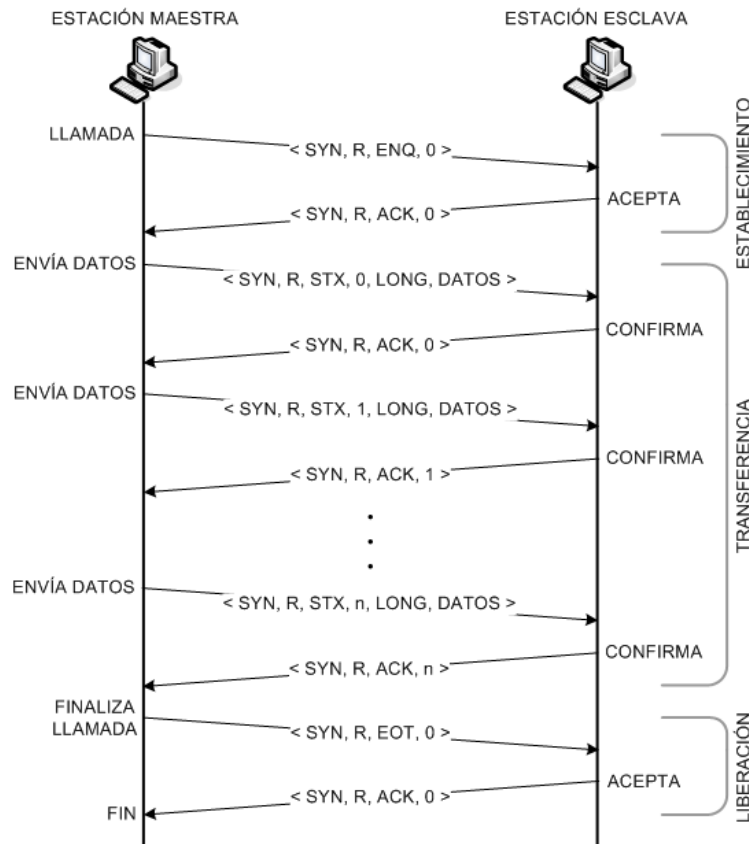 ESTACIÓN MAESTRA
ESTACIÓN ESCLAVA
LLAMADA
< SYN, R, ENQ, 0 >
ACEPTA
< SYN, R, ACK, 0 >
ESTABLECIMIENTO
ENVÍA DATOS
< SYN, R, STX, 0, LONG, DATOS >
CONFIRMA
< SYN, R, ACK, 0 >
ENVÍA DATOS
< SYN, R, STX, 1, LONG, DATOS >
CONFIRMA
< SYN, R, ACK, 1 >
TRANSFERENCIA
ENVÍA DATOS
< SYN, R, STX, n, LONG, DATOS >
CONFIRMA
< SYN, R, ACK, n >
FINALIZA
LLAMADA
< SYN, R, EOT, 0 >
ACEPTA
< SYN, R, ACK, 0 >
FIN
LIBERACIÓN